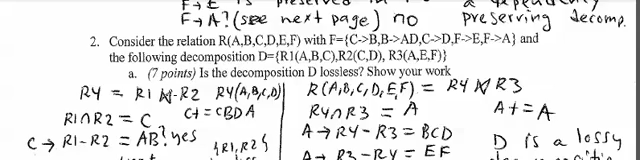 F→E is preserved
F→A? (see next page) no
a dependency
preserving decomp.
2. Consider the relation R(A,B,C,D,E,F) with F={C->B,B->AD,C->D,F->E,F->A} and
the following decomposition D={R1(A,B,C),R2(C,D), R3(A,E,F)}
a. (7 points) Is the decomposition D lossless? Show your work
R4 = R1 ⋈ R2 R4(A,B,C,D)
R1∩R2 = C C+ = CBDA
C → R1-R2 = AB? yes {R1,R2}
R(A,B,C,D,E,F) = R4 ⋈ R3
R4∩R3 = A A+ = A
A → R4-R3 = BCD
A → R3-R4 = EF
D is a lossy